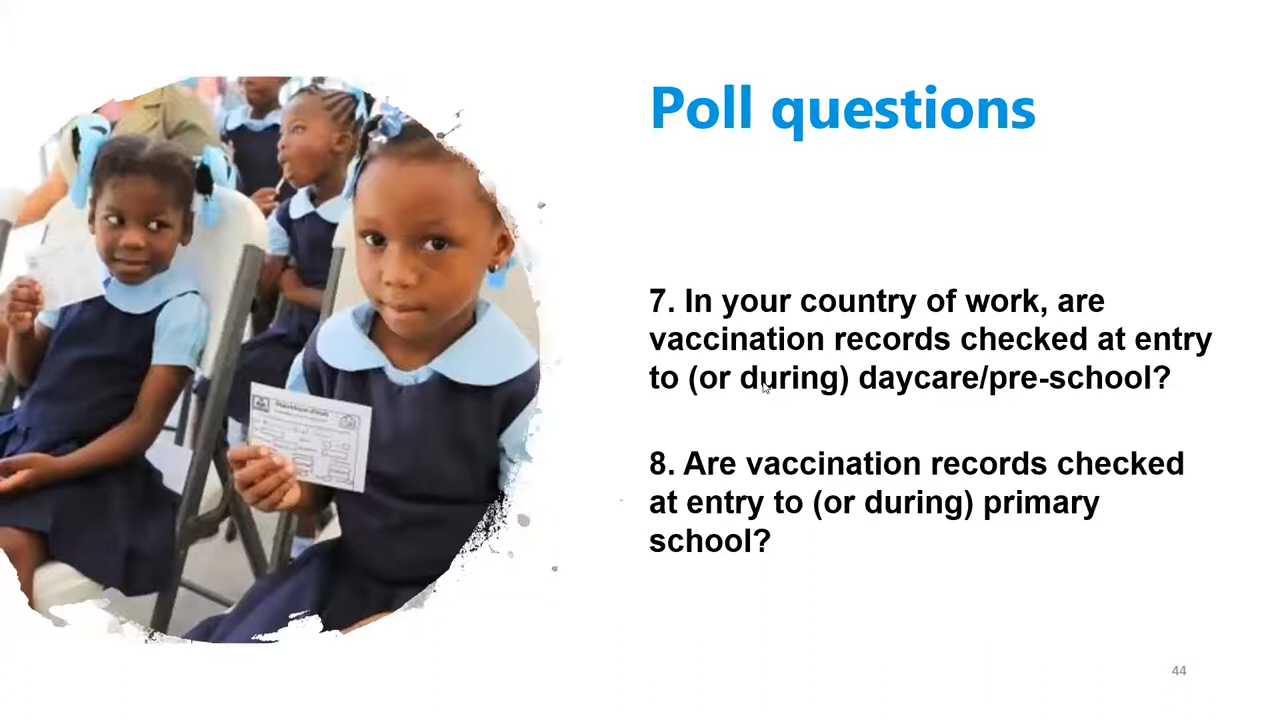 Poll questions
7. In your country of work, are
vaccination records checked at entry
to (or during) daycare/pre-school?
8. Are vaccination records checked
at entry to (or during) primary
school?
44